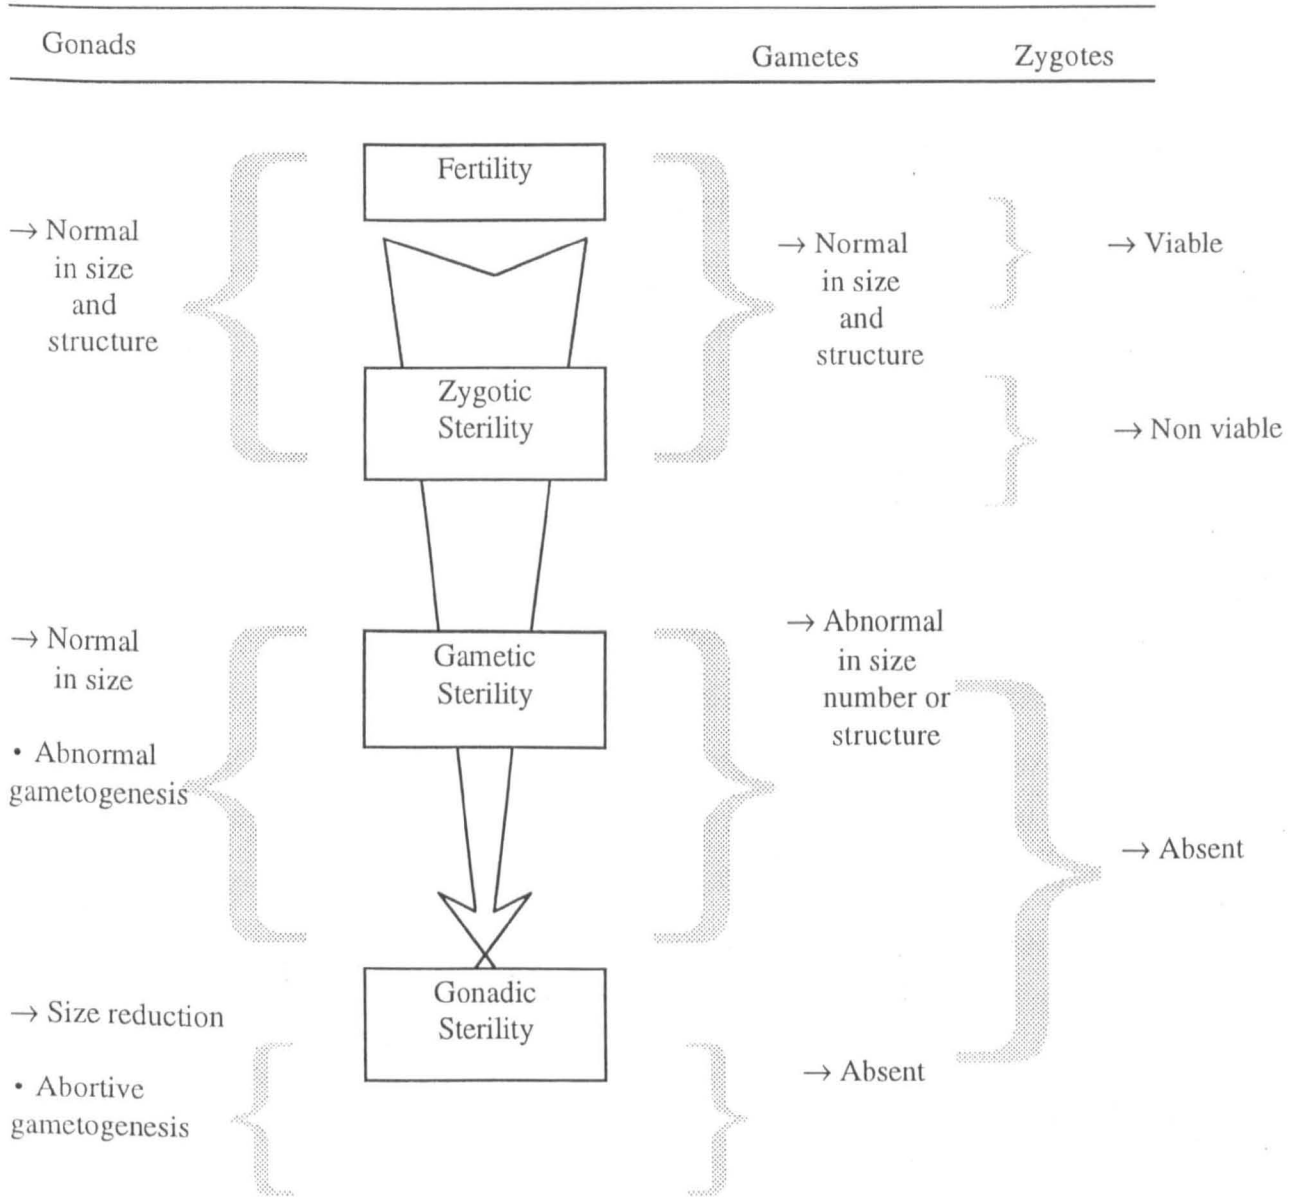 Gonads
Gametes
Zygotes
Fertility
→ Normal
in size
and
structure
→ Normal
in size
and
structure
→ Viable
Zygotic
Sterility
→ Non viable
→ Normal
in size
• Abnormal
gametogenesis
Gametic
Sterility
→ Abnormal
in size
number or
structure
→ Absent
→ Size reduction
• Abortive
gametogenesis
Gonadic
Sterility
→ Absent